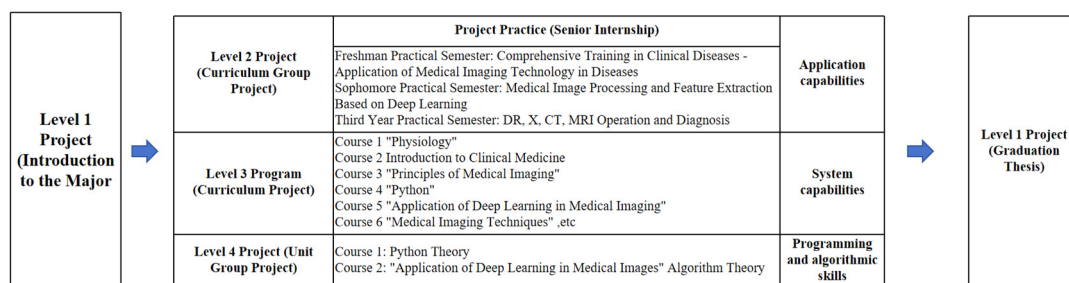 Level 1
Project
(Introduction
to the Major
Level 2 Project
(Curriculum Group
Project)
Project Practice (Senior Internship)
Freshman Practical Semester: Comprehensive Training in Clinical Diseases -
Application of Medical Imaging Technology in Diseases
Sophomore Practical Semester: Medical Image Processing and Feature Extraction
Based on Deep Learning
Third Year Practical Semester: DR, X, CT, MRI Operation and Diagnosis
Application
capabilities
Level 3 Program
(Curriculum Project)
Course 1 "Physiology"
Course 2 Introduction to Clinical Medicine
Course 3 "Principles of Medical Imaging"
Course 4 "Python"
Course 5 "Application of Deep Learning in Medical Imaging"
Course 6 "Medical Imaging Techniques" ,etc
System
capabilities
Level 4 Project (Unit
Group Project)
Course 1: Python Theory
Course 2: "Application of Deep Learning in Medical Images" Algorithm Theory
Programming
and algorithmic
skills
Level 1 Project
(Graduation
Thesis)